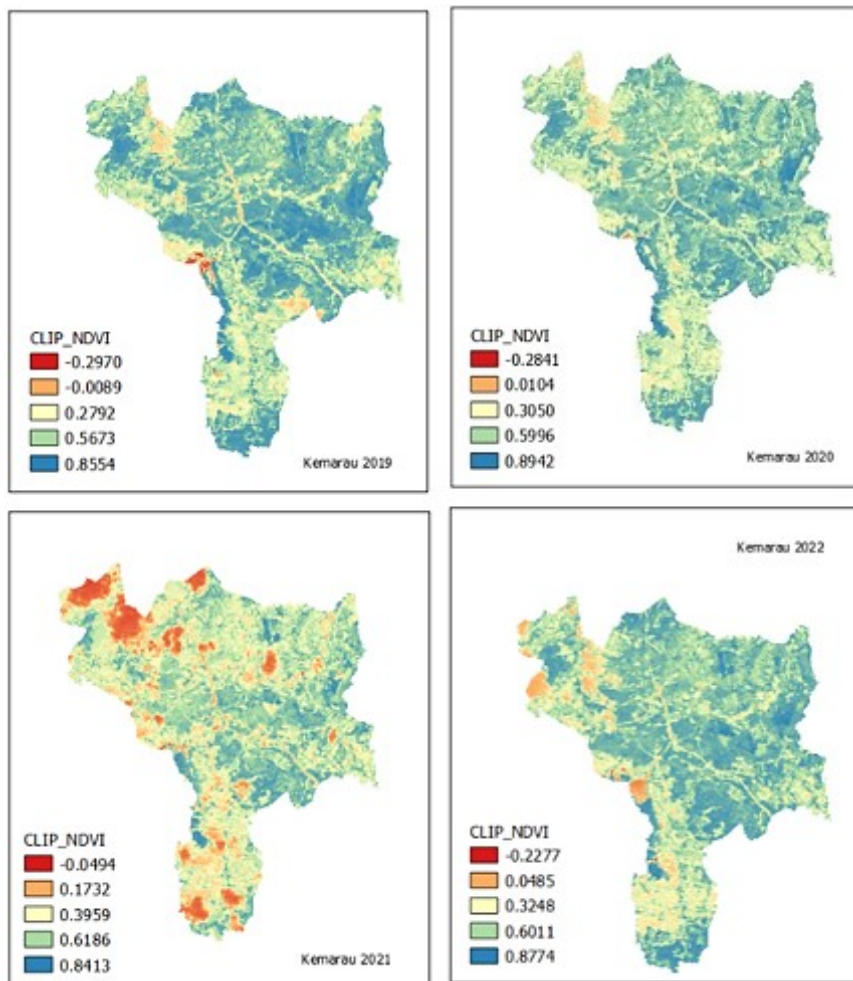 CLIP_NDVI
-0.2970
-0.0089
0.2792
0.5673
0.8554
Kemarau 2019
CLIP_NDVI
-0.2841
0.0104
0.3050
0.5996
0.8942
Kemarau 2020
CLIP_NDVI
-0.0494
0.1732
0.3959
0.6186
0.8413
Kemarau 2021
Kemarau 2022
CLIP_NDVI
-0.2277
0.0485
0.3248
0.6011
0.8774